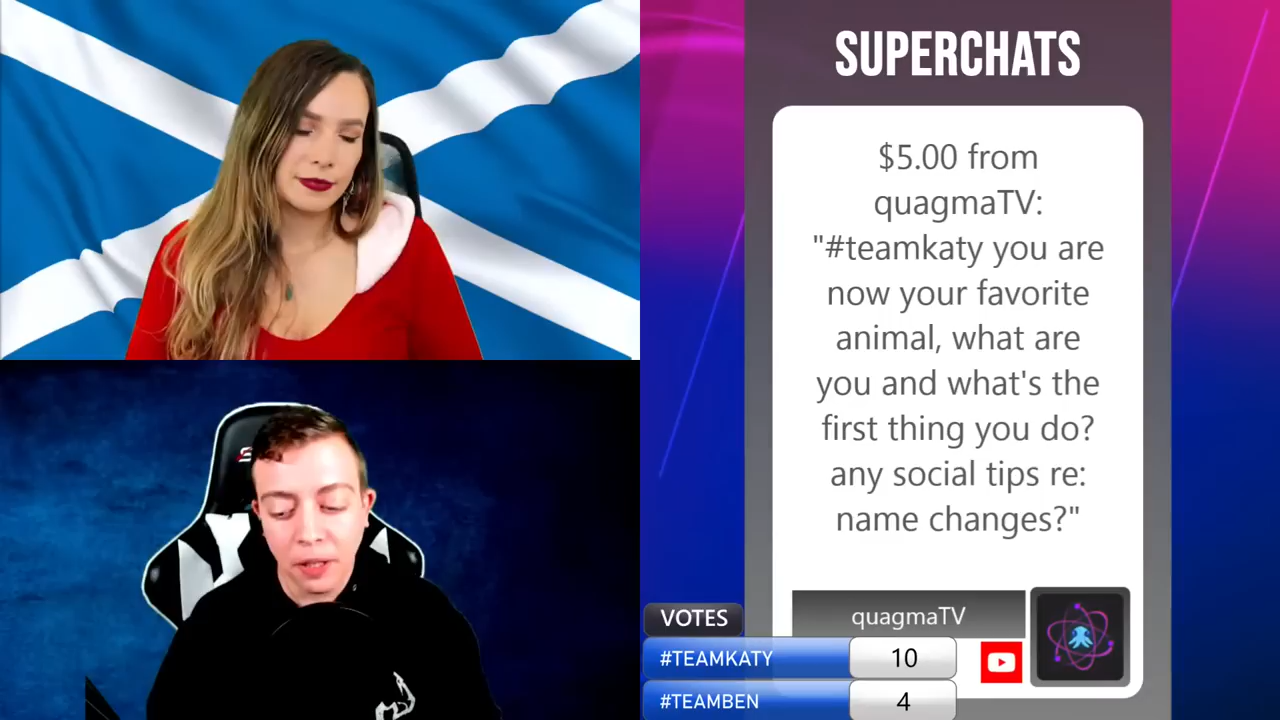 SUPERCHATS
$5.00 from
quagmaTV:
"#teamkaty you are
now your favorite
animal, what are
you and what's the
first thing you do?
any social tips re:
name changes?"
quagmaTV
VOTES
#TEAMKATY 10
#TEAMBEN 4